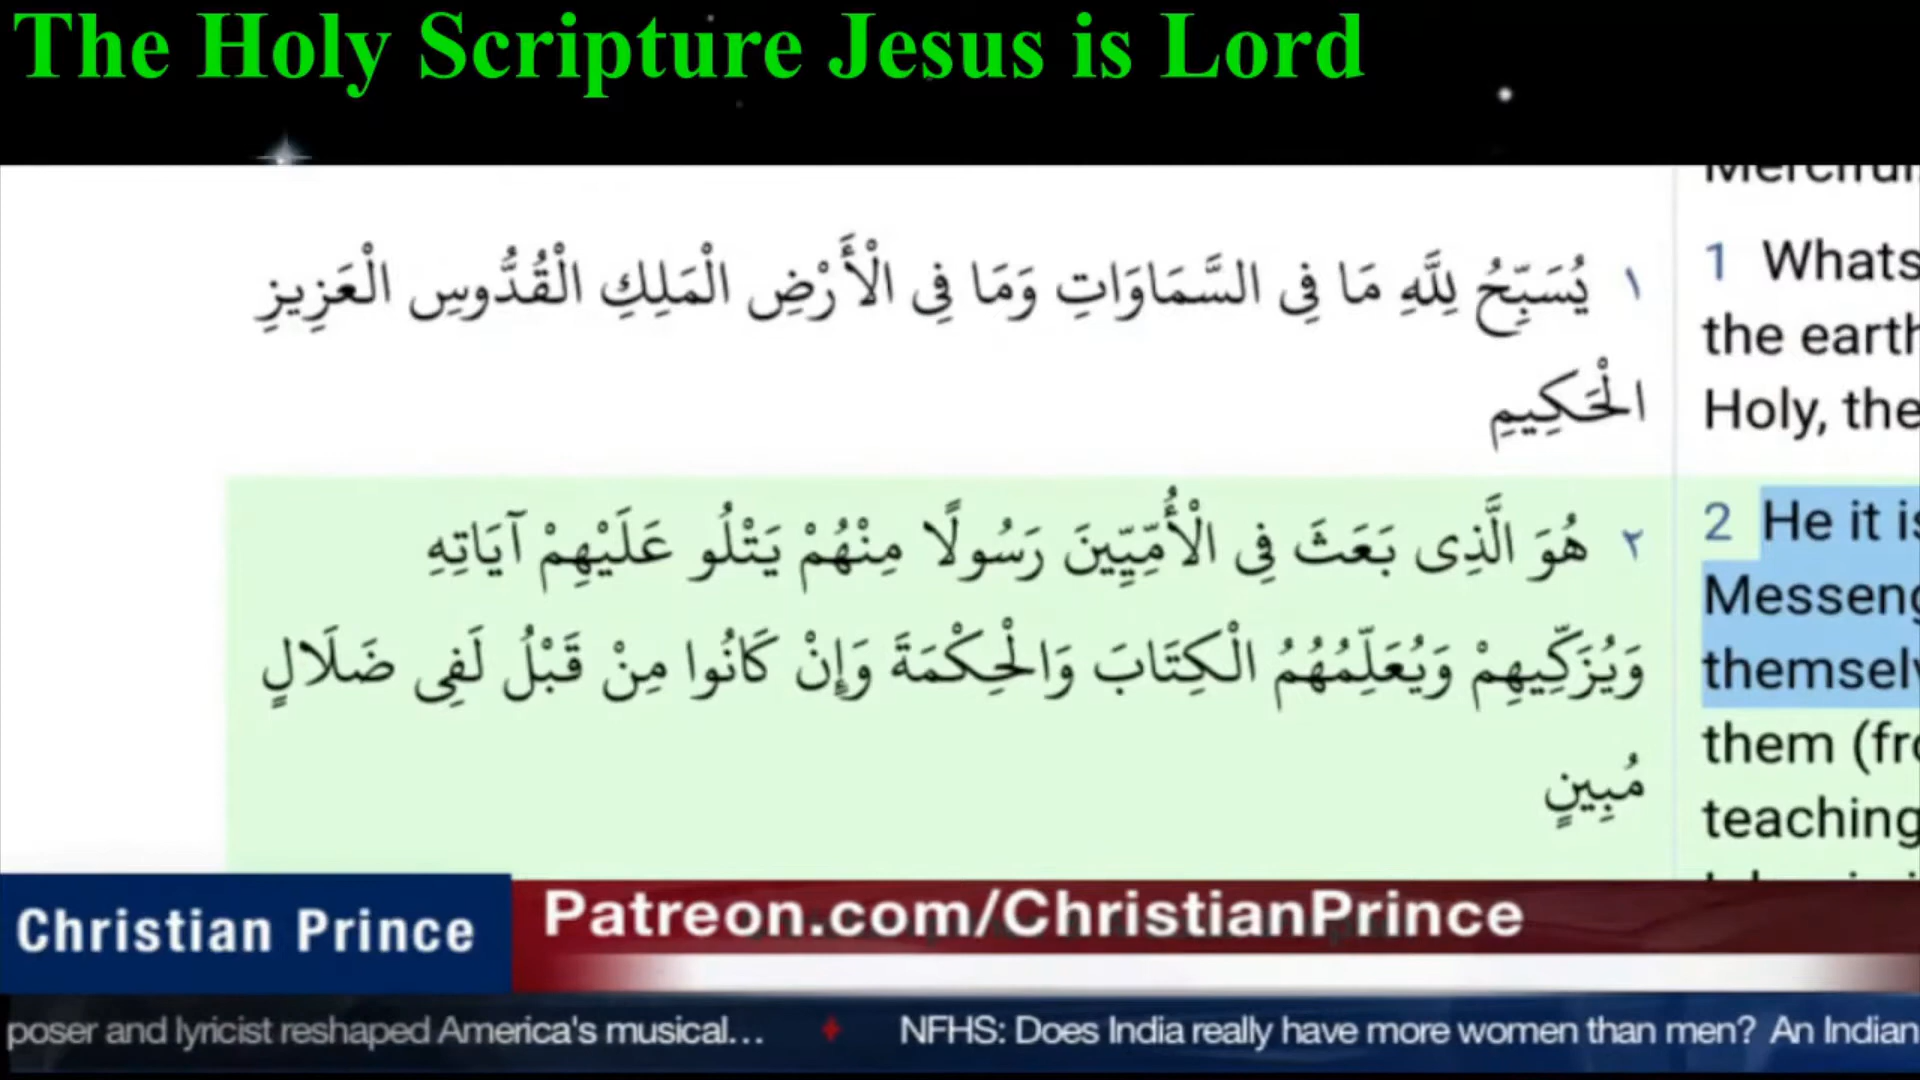 The Holy Scripture Jesus is Lord
١ يُسَبِّحُ لِلَّهِ مَا فِى السَّمَاوَاتِ وَمَا فِى الْأَرْضِ الْمَلِكِ الْقُدُّوسِ الْعَزِيزِ
الْحَكِيمِ
٢ هُوَ الَّذِى بَعَثَ فِى الْأُمِّيِّينَ رَسُولًا مِنْهُمْ يَتْلُو عَلَيْهِمْ آيَاتِهِ
وَيُزَكِّيهِمْ وَيُعَلِّمُهُمُ الْكِتَابَ وَالْحِكْمَةَ وَإِنْ كَانُوا مِنْ قَبْلُ لَفِى ضَلَالٍ
مُبِينٍ
1 Whats
the earth
Holy, the
2 He it is
Messeng
themselv
them (fro
teaching
Christian Prince
Patreon.com/ChristianPrince
poser and lyricist reshaped America's musical...
NFHS: Does India really have more women than men? An Indian